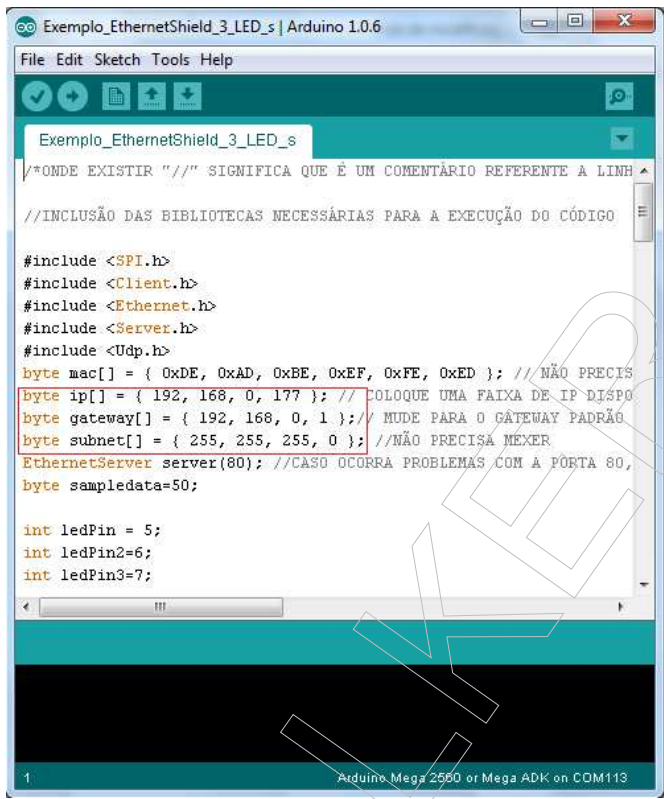 Exemplo_EthernetShield_3_LED_s | Arduino 1.0.6
File Edit Sketch Tools Help
Exemplo_EthernetShield_3_LED_s
/*ONDE EXISTIR "//" SIGNIFICA QUE É UM COMENTÁRIO REFERENTE A LINH
//INCLUSÃO DAS BIBLIOTECAS NECESSÁRIAS PARA A EXECUÇÃO DO CÓDIGO
#include <SPI.h>
#include <Client.h>
#include <Ethernet.h>
#include <Server.h>
#include <Udp.h>
byte mac[] = { 0xDE, 0xAD, 0xBE, 0xEF, 0xFE, 0xED }; // NÃO PRECIS
byte ip[] = { 192, 168, 0, 177 }; // COLOQUE UMA FAIXA DE IP DISPO
byte gateway[] = { 192, 168, 0, 1 };// MUDE PARA O GATEWAY PADRÃO
byte subnet[] = { 255, 255, 255, 0 }; //NÃO PRECISA MEXER
EthernetServer server(80); //CASO OCORRA PROBLEMAS COM A PORTA 80,
byte sampledata=50;
int ledPin = 5;
int ledPin2=6;
int ledPin3=7;
1
Arduino Mega 2560 or Mega ADK on COM113